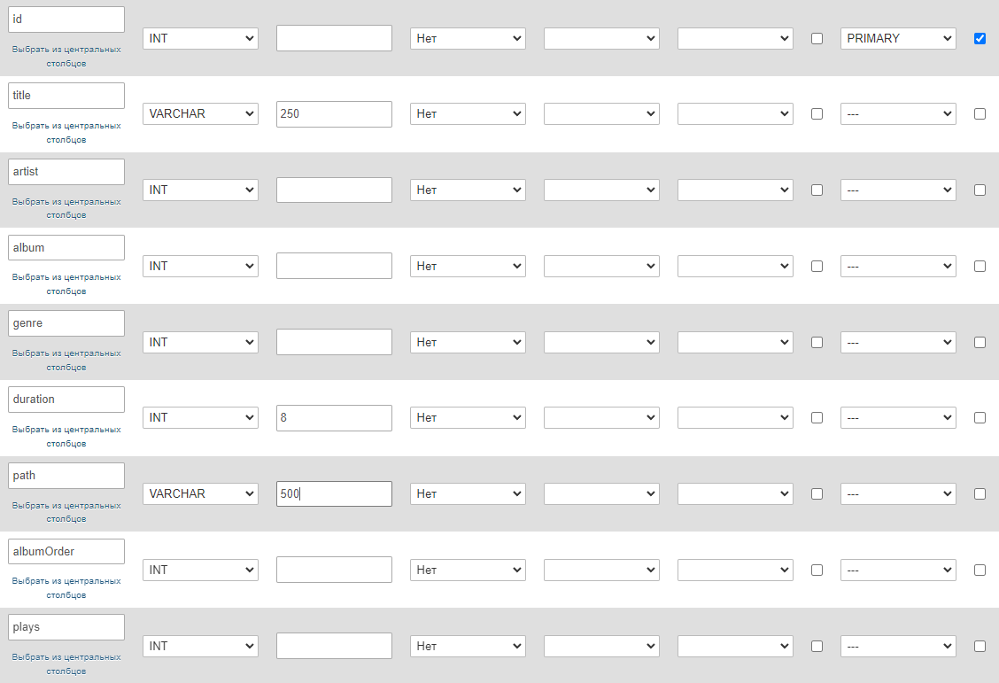 id
Выбрать из центральных
столбцов
INT
Нет
PRIMARY
title
Выбрать из центральных
столбцов
VARCHAR
250
Нет
---
artist
Выбрать из центральных
столбцов
INT
Нет
---
album
Выбрать из центральных
столбцов
INT
Нет
---
genre
Выбрать из центральных
столбцов
INT
Нет
---
duration
Выбрать из центральных
столбцов
INT
8
Нет
---
path
Выбрать из центральных
столбцов
VARCHAR
500
Нет
---
albumOrder
Выбрать из центральных
столбцов
INT
Нет
---
plays
Выбрать из центральных
столбцов
INT
Нет
---